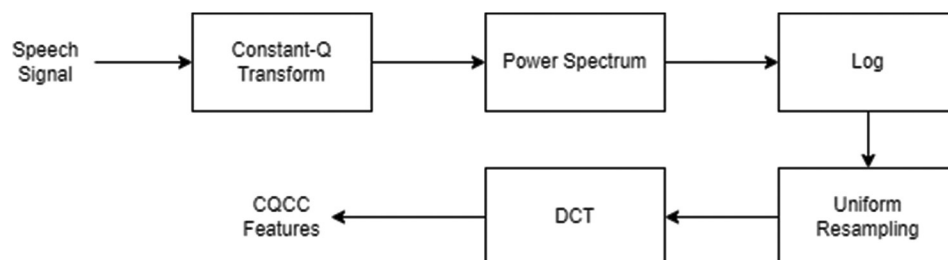 Speech
Signal
Constant-Q
Transform
Power Spectrum
Log
Uniform
Resampling
DCT
CQCC
Features